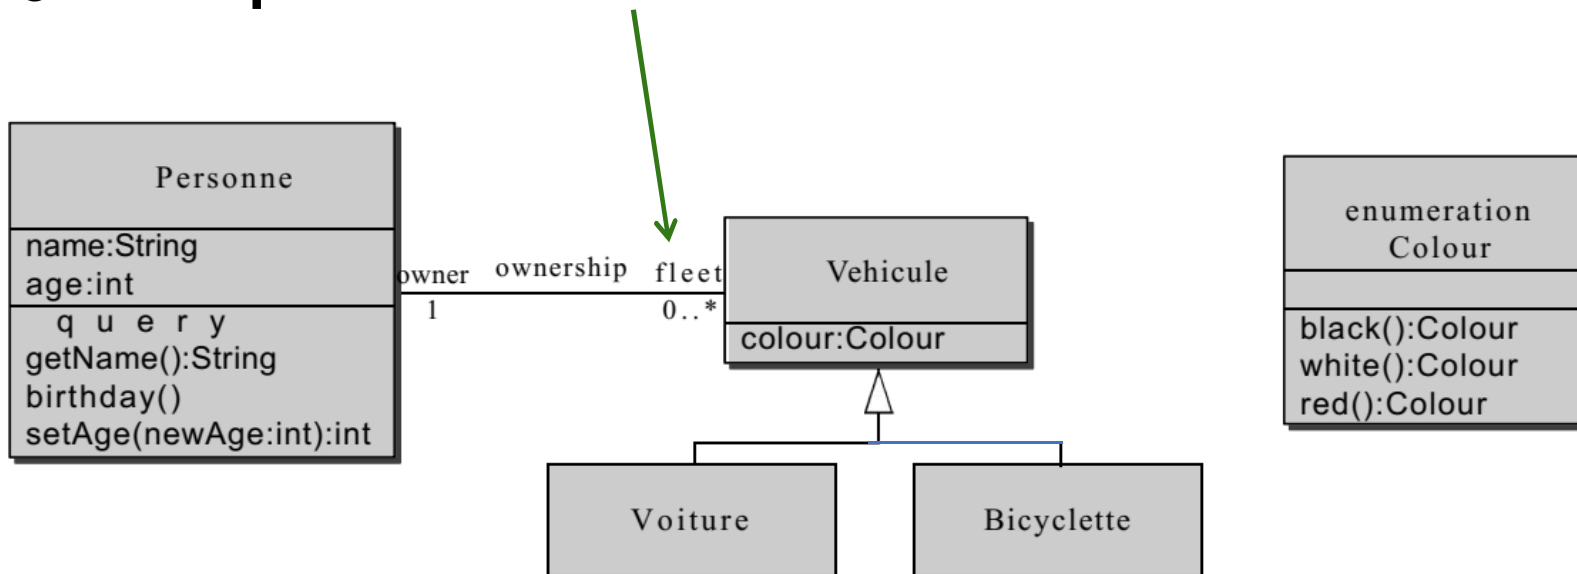 Personne
name:String
age:int
q u e r y
getName():String
birthday()
setAge(newAge:int):int
owner
ownership
fleet
1
0..*
Vehicule
colour:Colour
Voiture
Bicyclette
enumeration
Colour
black():Colour
white():Colour
red():Colour